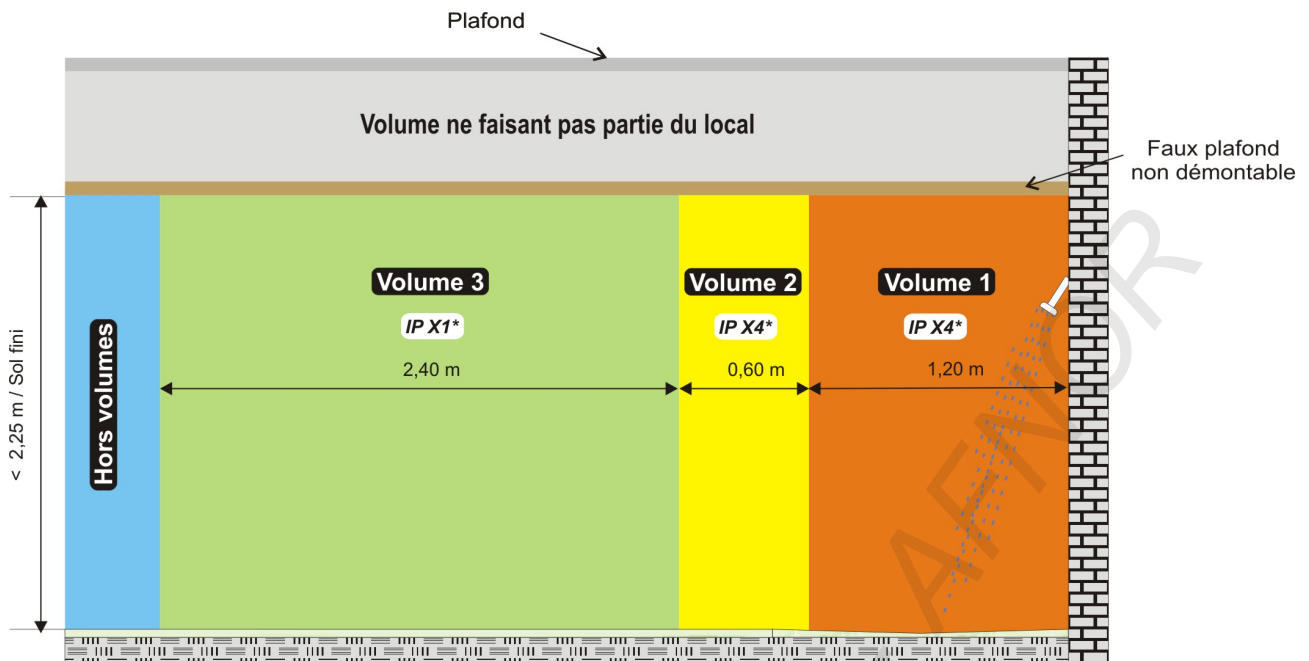 Plafond
Volume ne faisant pas partie du local
Faux plafond
non démontable
Volume 3
Volume 2
Volume 1
IP X1*
IP X4*
IP X4*
2,40 m
0,60 m
1,20 m
Hors volumes
< 2,25 m / Sol fini
AFNOR